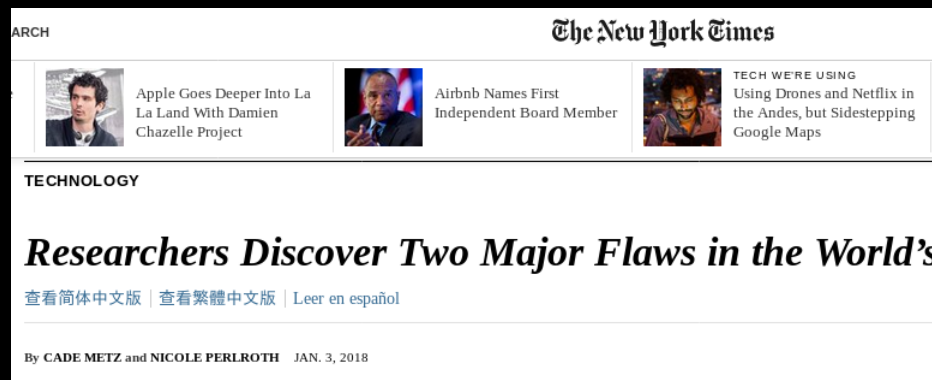 ARCH
The New York Times
Apple Goes Deeper Into La
La Land With Damien
Chazelle Project
Airbnb Names First
Independent Board Member
TECH WE'RE USING
Using Drones and Netflix in
the Andes, but Sidestepping
Google Maps
TECHNOLOGY
Researchers Discover Two Major Flaws in the World’s
查看简体中文版 查看繁體中文版 Leer en español
By CADE METZ and NICOLE PERLROTH JAN. 3, 2018